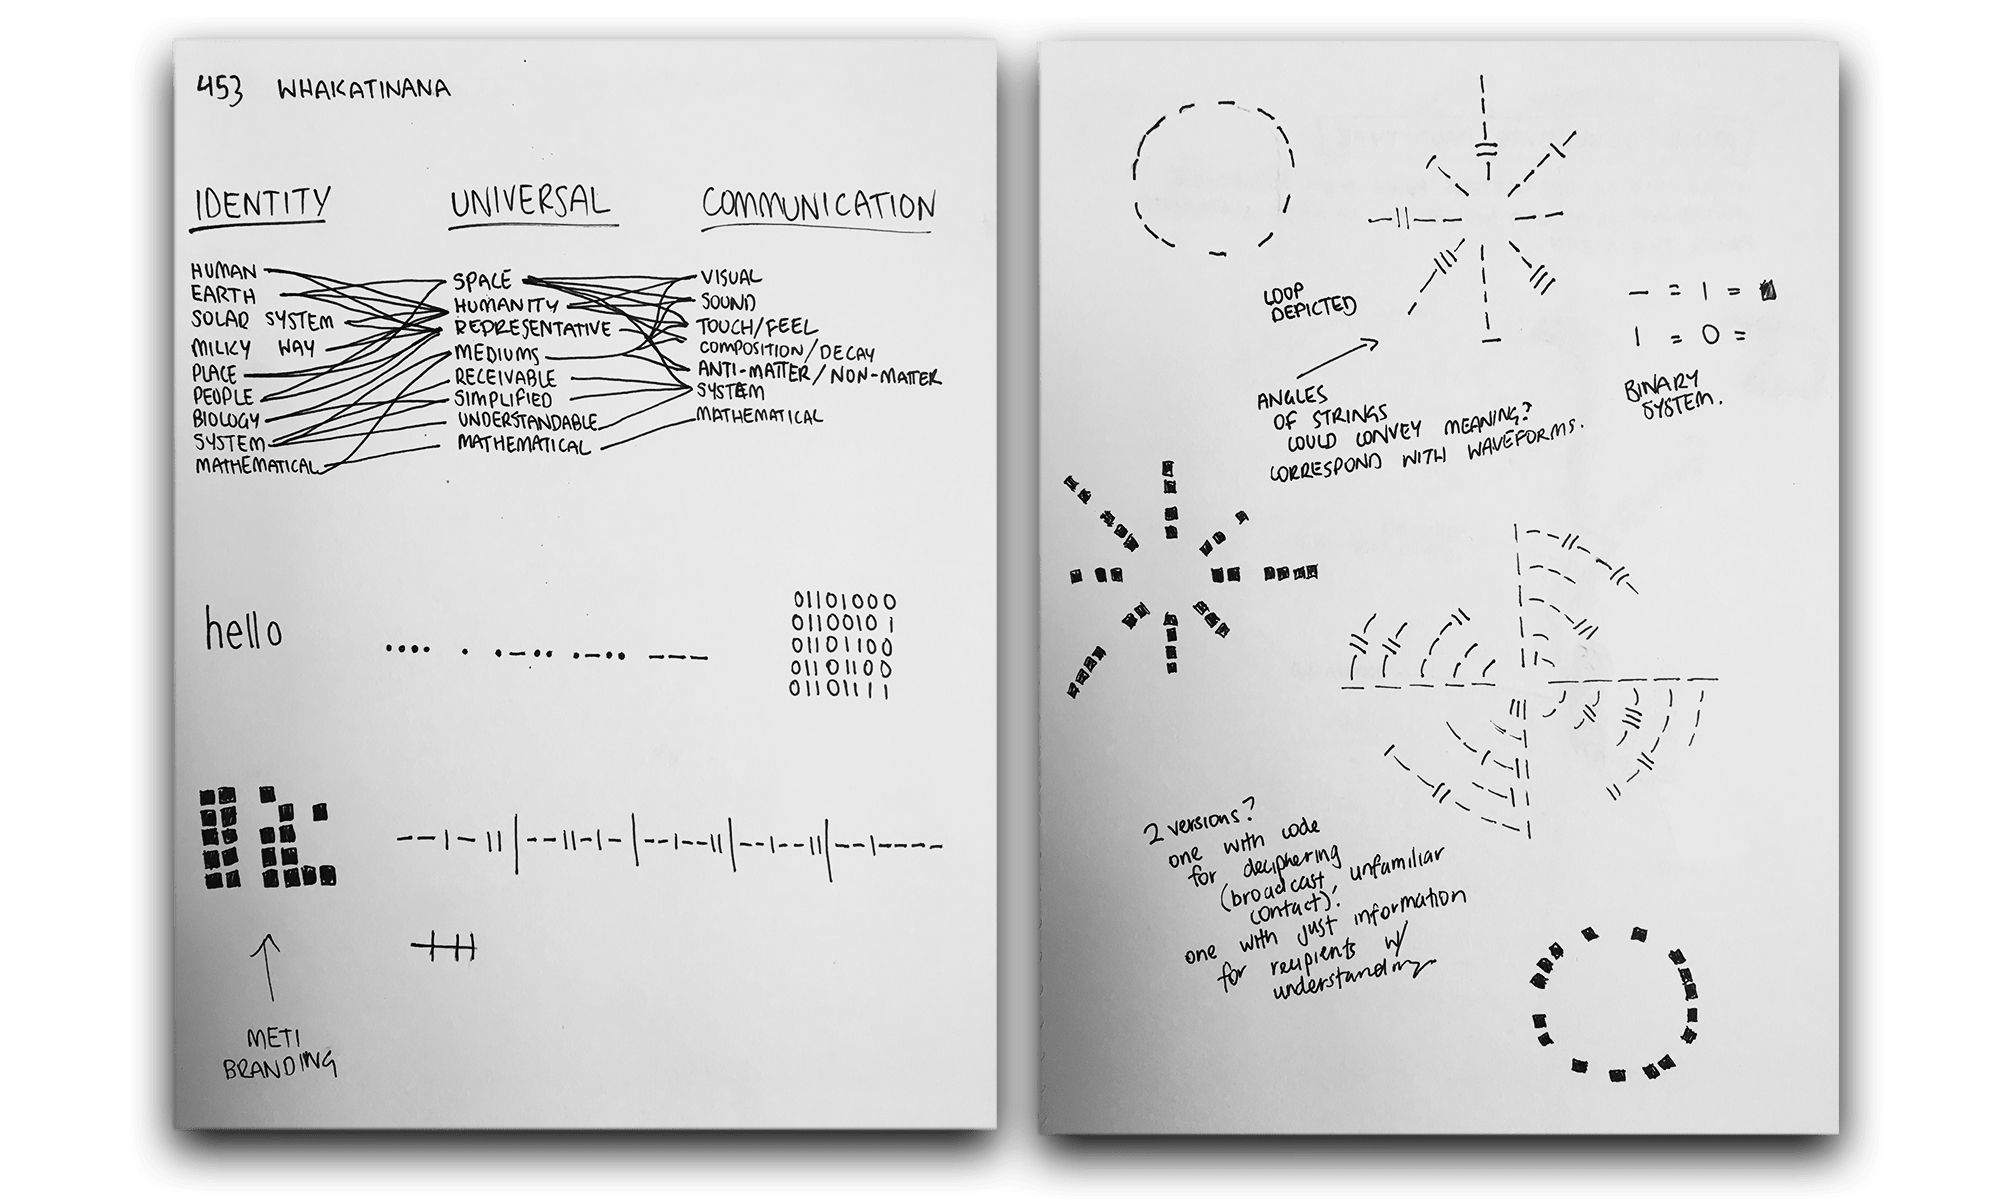 453 WHAKATINANA
IDENTITY
HUMAN
EARTH
SOLAR SYSTEM
MILKY WAY
PLACE
PEOPLE
BIOLOGY
SYSTEM
MATHEMATICAL
UNIVERSAL
SPACE
HUMANITY
REPRESENTATIVE
MEDIUMS
RECEIVABLE
SIMPLIFIED
UNDERSTANDABLE
MATHEMATICAL
COMMUNICATION
VISUAL
SOUND
TOUCH/FEEL
COMPOSITION/DECAY
ANTI-MATTER/NON-MATTER
SYSTEM
MATHEMATICAL
hello
•••• • •–•• •–•• –––
01101000
01100101
01101100
01101100
01101111
METI
BRANDING
LOOP
DEPICTED
ANGLES
OF STRINGS
COULD CONVEY MEANING?
CORRESPOND WITH WAVEFORMS.
– = 1 = ■
| = 0 =
BINARY
SYSTEM.
2 versions?
one with code
for deciphering
(broadcast, unfamiliar
contact).
one with just information
for recipients w/
understanding